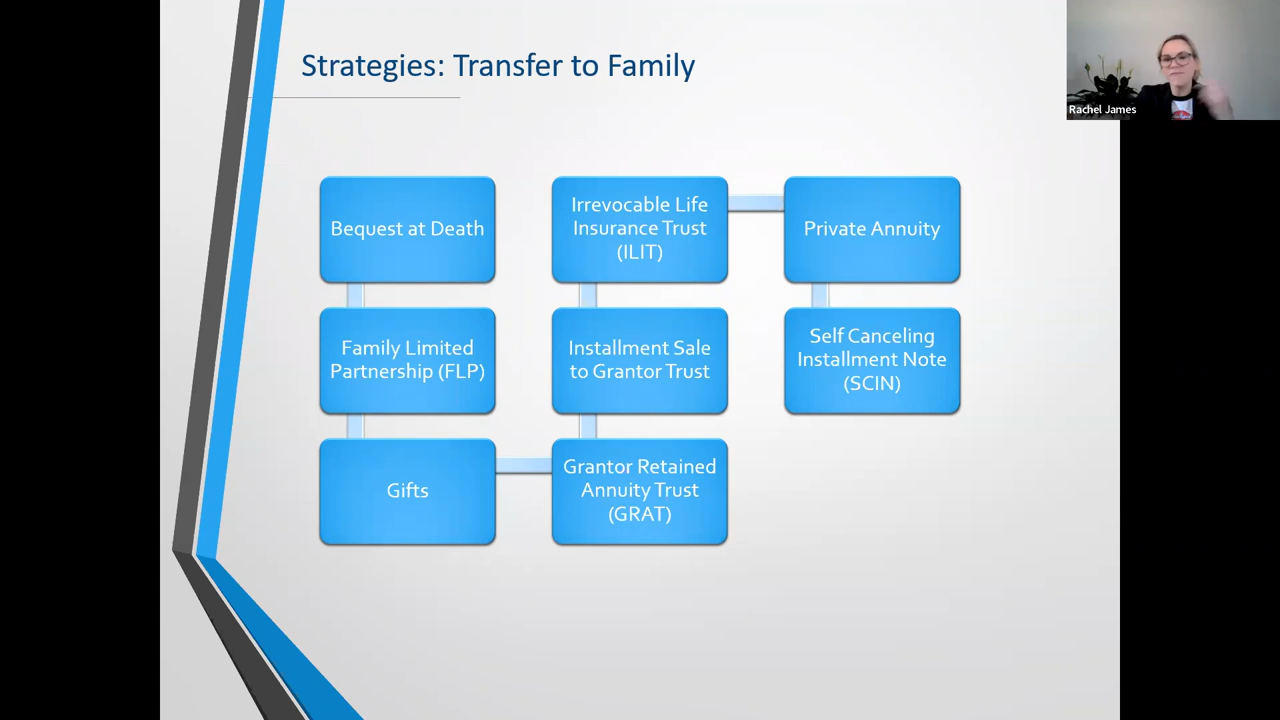 Strategies: Transfer to Family
Rachel James
Bequest at Death
Family Limited
Partnership (FLP)
Gifts
Grantor Retained
Annuity Trust
(GRAT)
Installment Sale
to Grantor Trust
Irrevocable Life
Insurance Trust
(ILIT)
Private Annuity
Self Canceling
Installment Note
(SCIN)